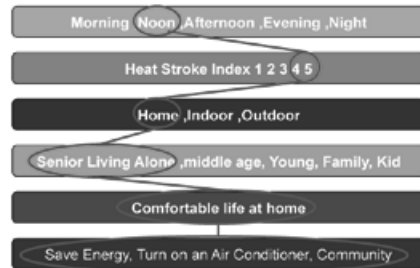 Morning Noon ,Afternoon ,Evening ,Night
Heat Stroke Index 1 2 3 4 5
Home ,Indoor ,Outdoor
Senior Living Alone ,middle age, Young, Family, Kid
Comfortable life at home
Save Energy, Turn on an Air Conditioner, Community